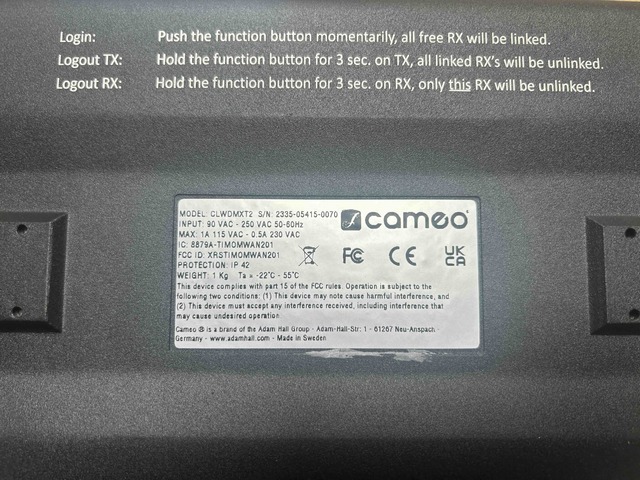 Login: Push the function button momentarily, all free RX will be linked.
Logout TX: Hold the function button for 3 sec. on TX, all linked RX's will be unlinked.
Logout RX: Hold the function button for 3 sec. on RX, only this RX will be unlinked.
MODEL: CLWDMXT2 S/N: 2335-05415-0070
INPUT: 90 VAC - 250 VAC 50-60Hz
MAX: 1A 115 VAC - 0.5A 230 VAC
IC: 8879A-TIMOMWAN201
FCC ID: XRSTIMOMWAN201
PROTECTION: IP 42
WEIGHT: 1 Kg Ta = -22°C - 55°C
cameo
FC CE UK CA
This device complies with part 15 of the FCC rules. Operation is subject to the
following two conditions: (1) This device may not cause harmful interference, and
(2) This device must accept any interference received, including interference that
may cause undesired operation.
Cameo ® is a brand of the Adam Hall Group - Adam-Hall-Str: 1 - 61267 Neu-Anspach
Germany - www.adamhall.com - Made in Sweden